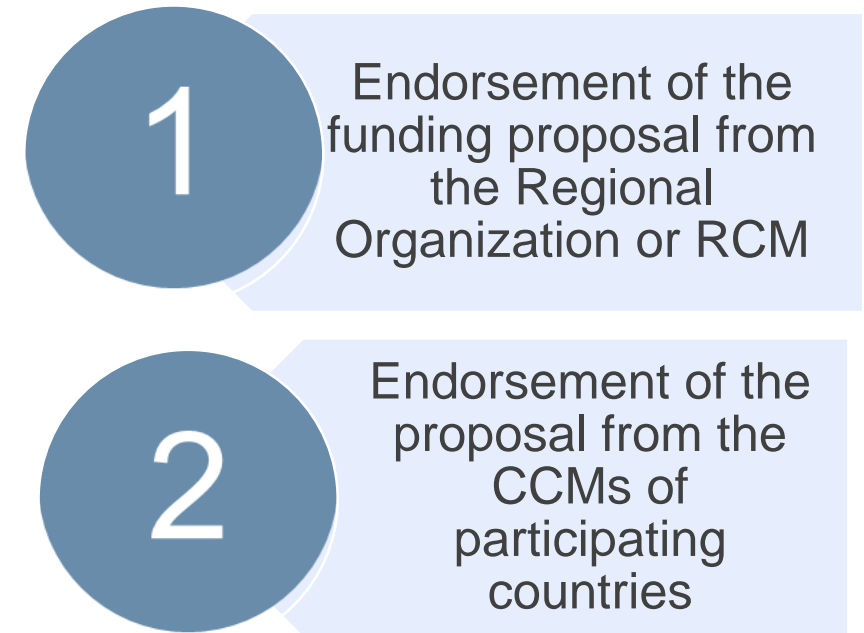 1
Endorsement of the
funding proposal from
the Regional
Organization or RCM
2
Endorsement of the
proposal from the
CCMs of
participating
countries